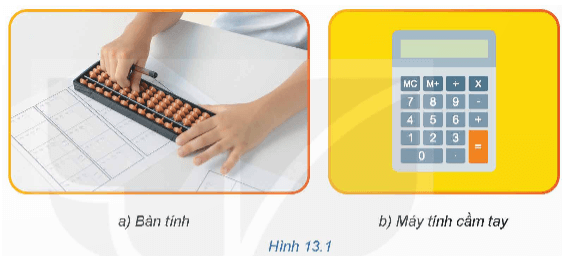 MC M+ ÷ X
7 8 9 -
4 5 6 +
1 2 3 =
0 .
a) Bàn tính
b) Máy tính cầm tay
Hình 13.1